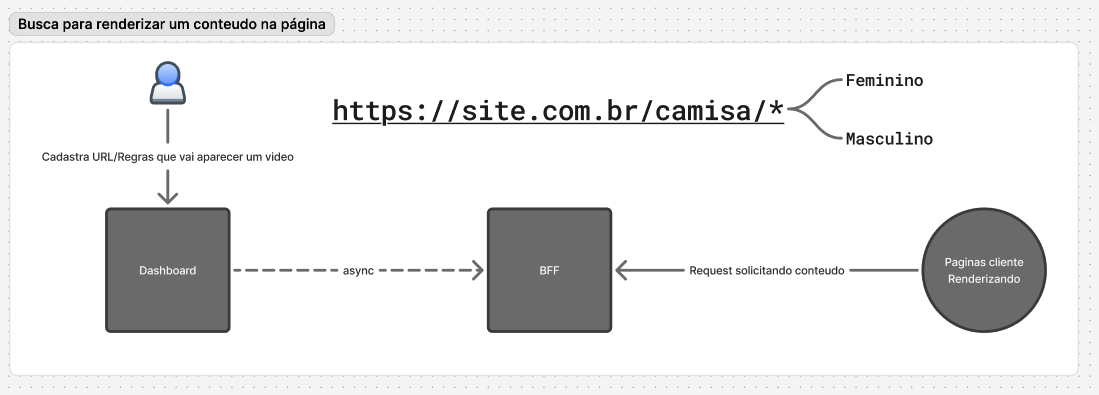 Busca para renderizar um conteudo na página
https://site.com.br/camisa/*
Feminino
Masculino
Cadastra URL/Regras que vai aparecer um video
Dashboard
async
BFF
Request solicitando conteudo
Paginas cliente
Renderizando